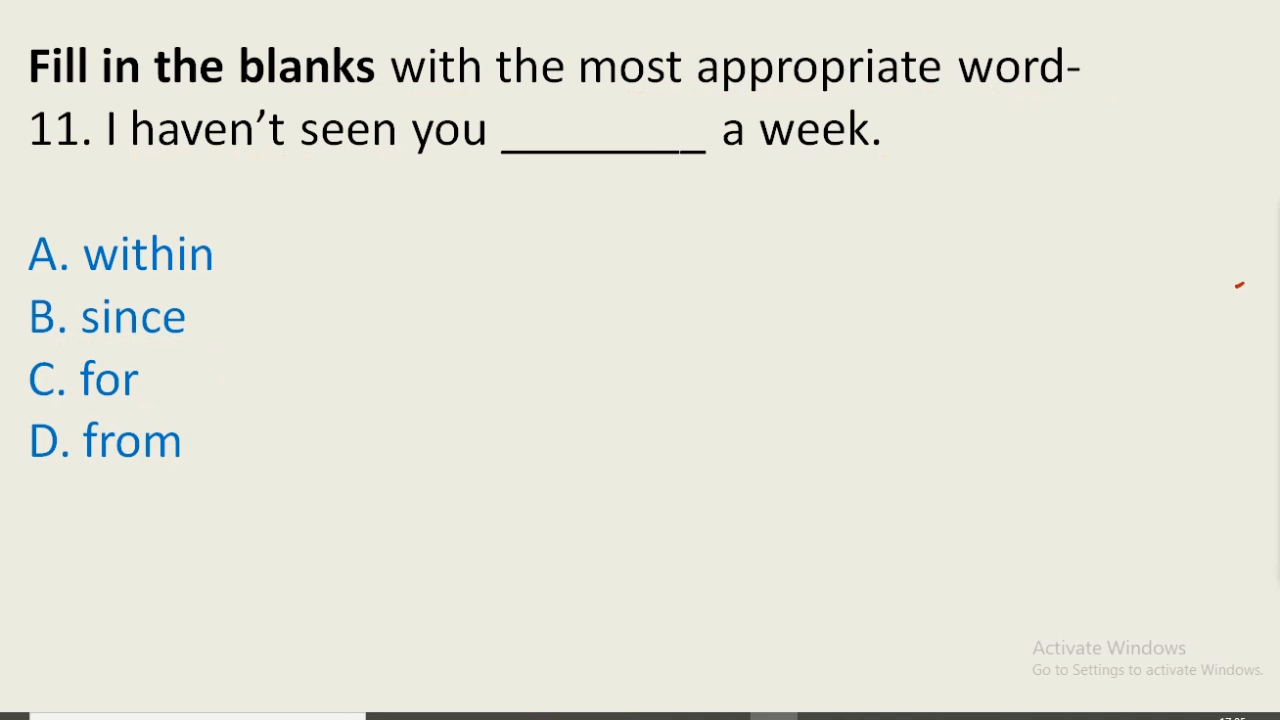 Fill in the blanks with the most appropriate word-
11. I haven’t seen you ________ a week.
A. within
B. since
C. for
D. from
Activate Windows
Go to Settings to activate Windows.